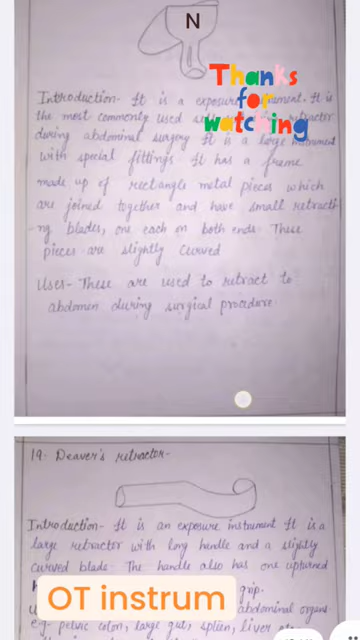 N
Thanks
for
watching
Introduction- It is a exposure instrument. It is
the most commonly used self retractor
during abdominal surgery It is a large instrument
with special fittings It has a frame
made up of rectangle metal pieces which
are joined together and have small retracti
-ng blades, one each on both ends. These
pieces are slightly curved
Uses- These are used to retract to
abdomen during surgical procedure.
19. Deaver's retractor-
Introduction- It is an exposure instrument It is a
large retractor with long handle and a slightly
curved blade. The handle also has one upturned
grip.
abdominal organs
e.g- pelvic colon, large gut, spleen, liver etc.
OT instrum